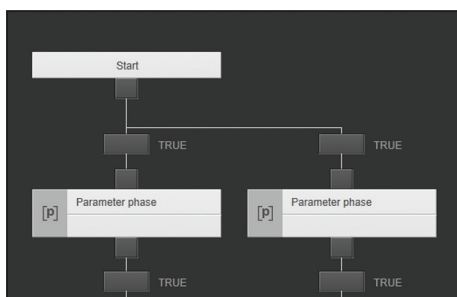 Start
TRUE
TRUE
[p]
Parameter phase
[p]
Parameter phase
TRUE
TRUE